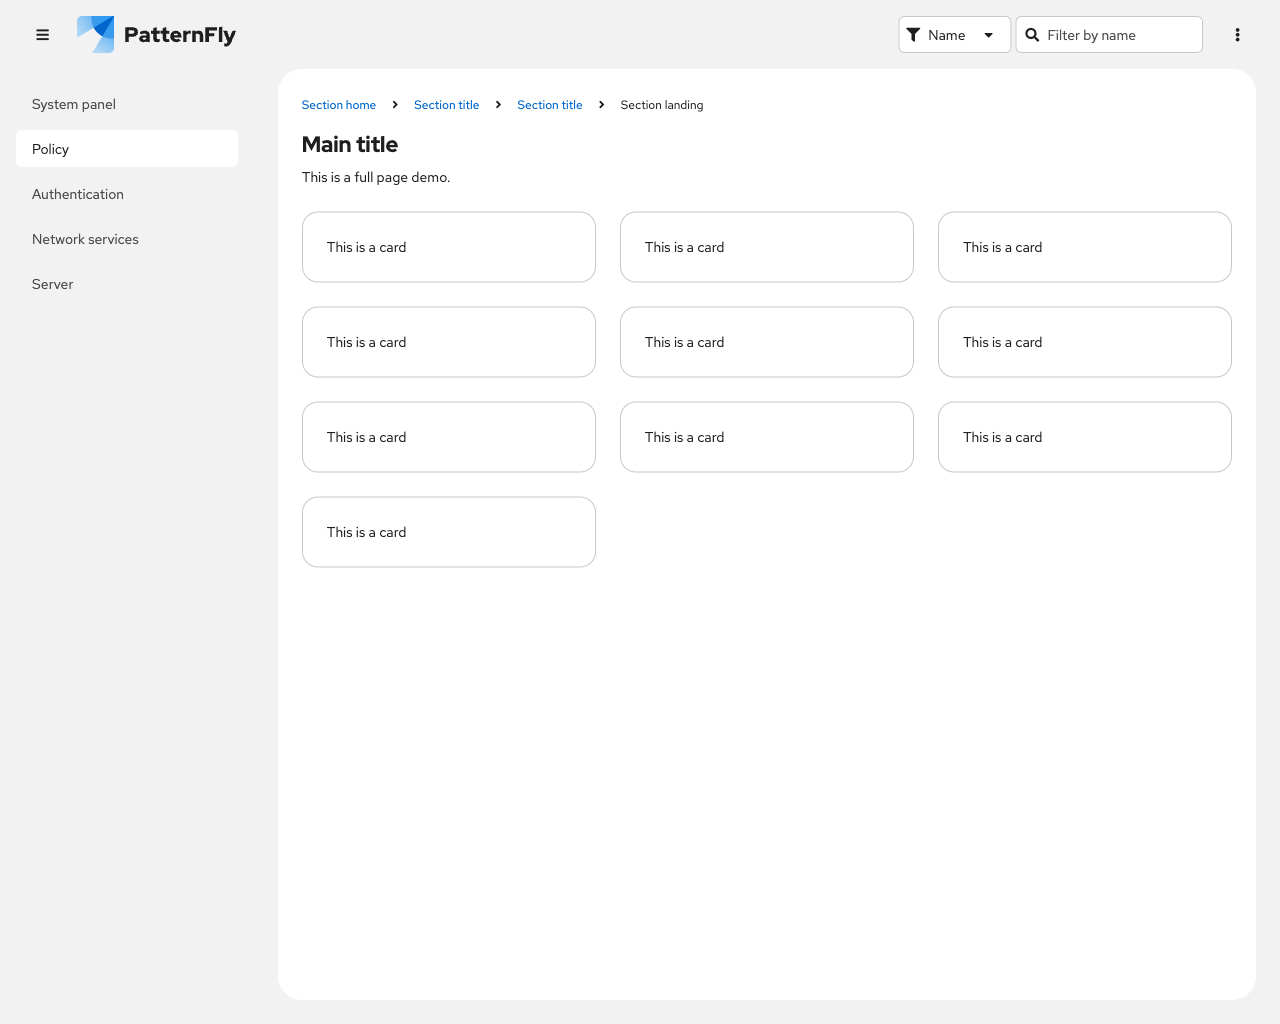 PatternFly
Name
Filter by name
System panel
Policy
Authentication
Network services
Server
Section home
Section title
Section title
Section landing
Main title
This is a full page demo.
This is a card
This is a card
This is a card
This is a card
This is a card
This is a card
This is a card
This is a card
This is a card
This is a card